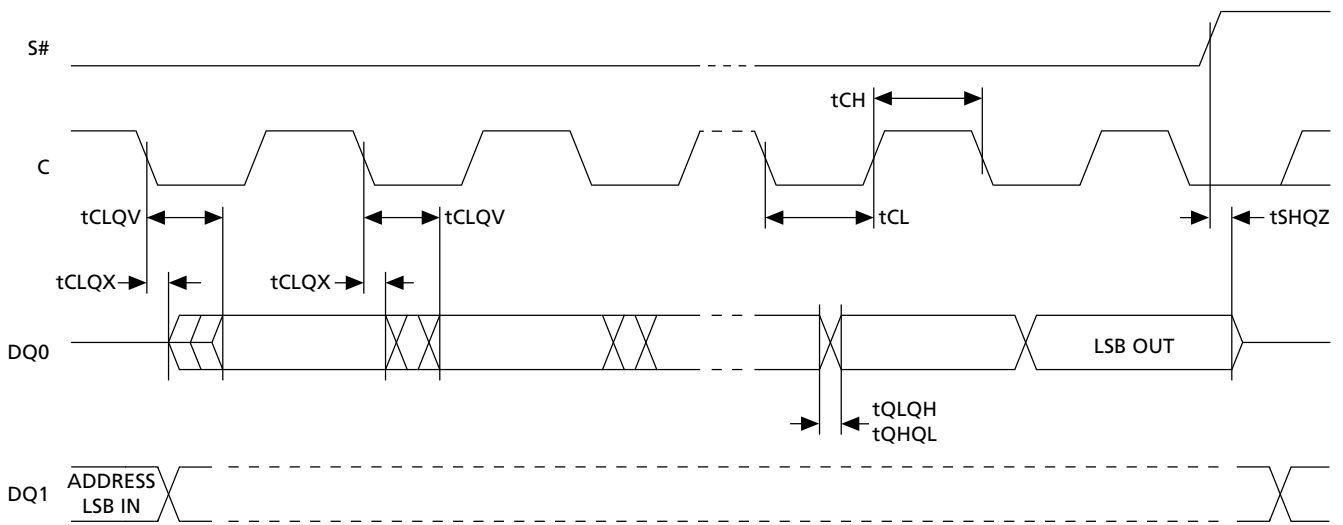 S#
tCH
C
tCLQV
tCLQV
tCL
tSHQZ
tCLQX
tCLQX
DQ0
LSB OUT
tQLQH
tQHQL
DQ1
ADDRESS
LSB IN